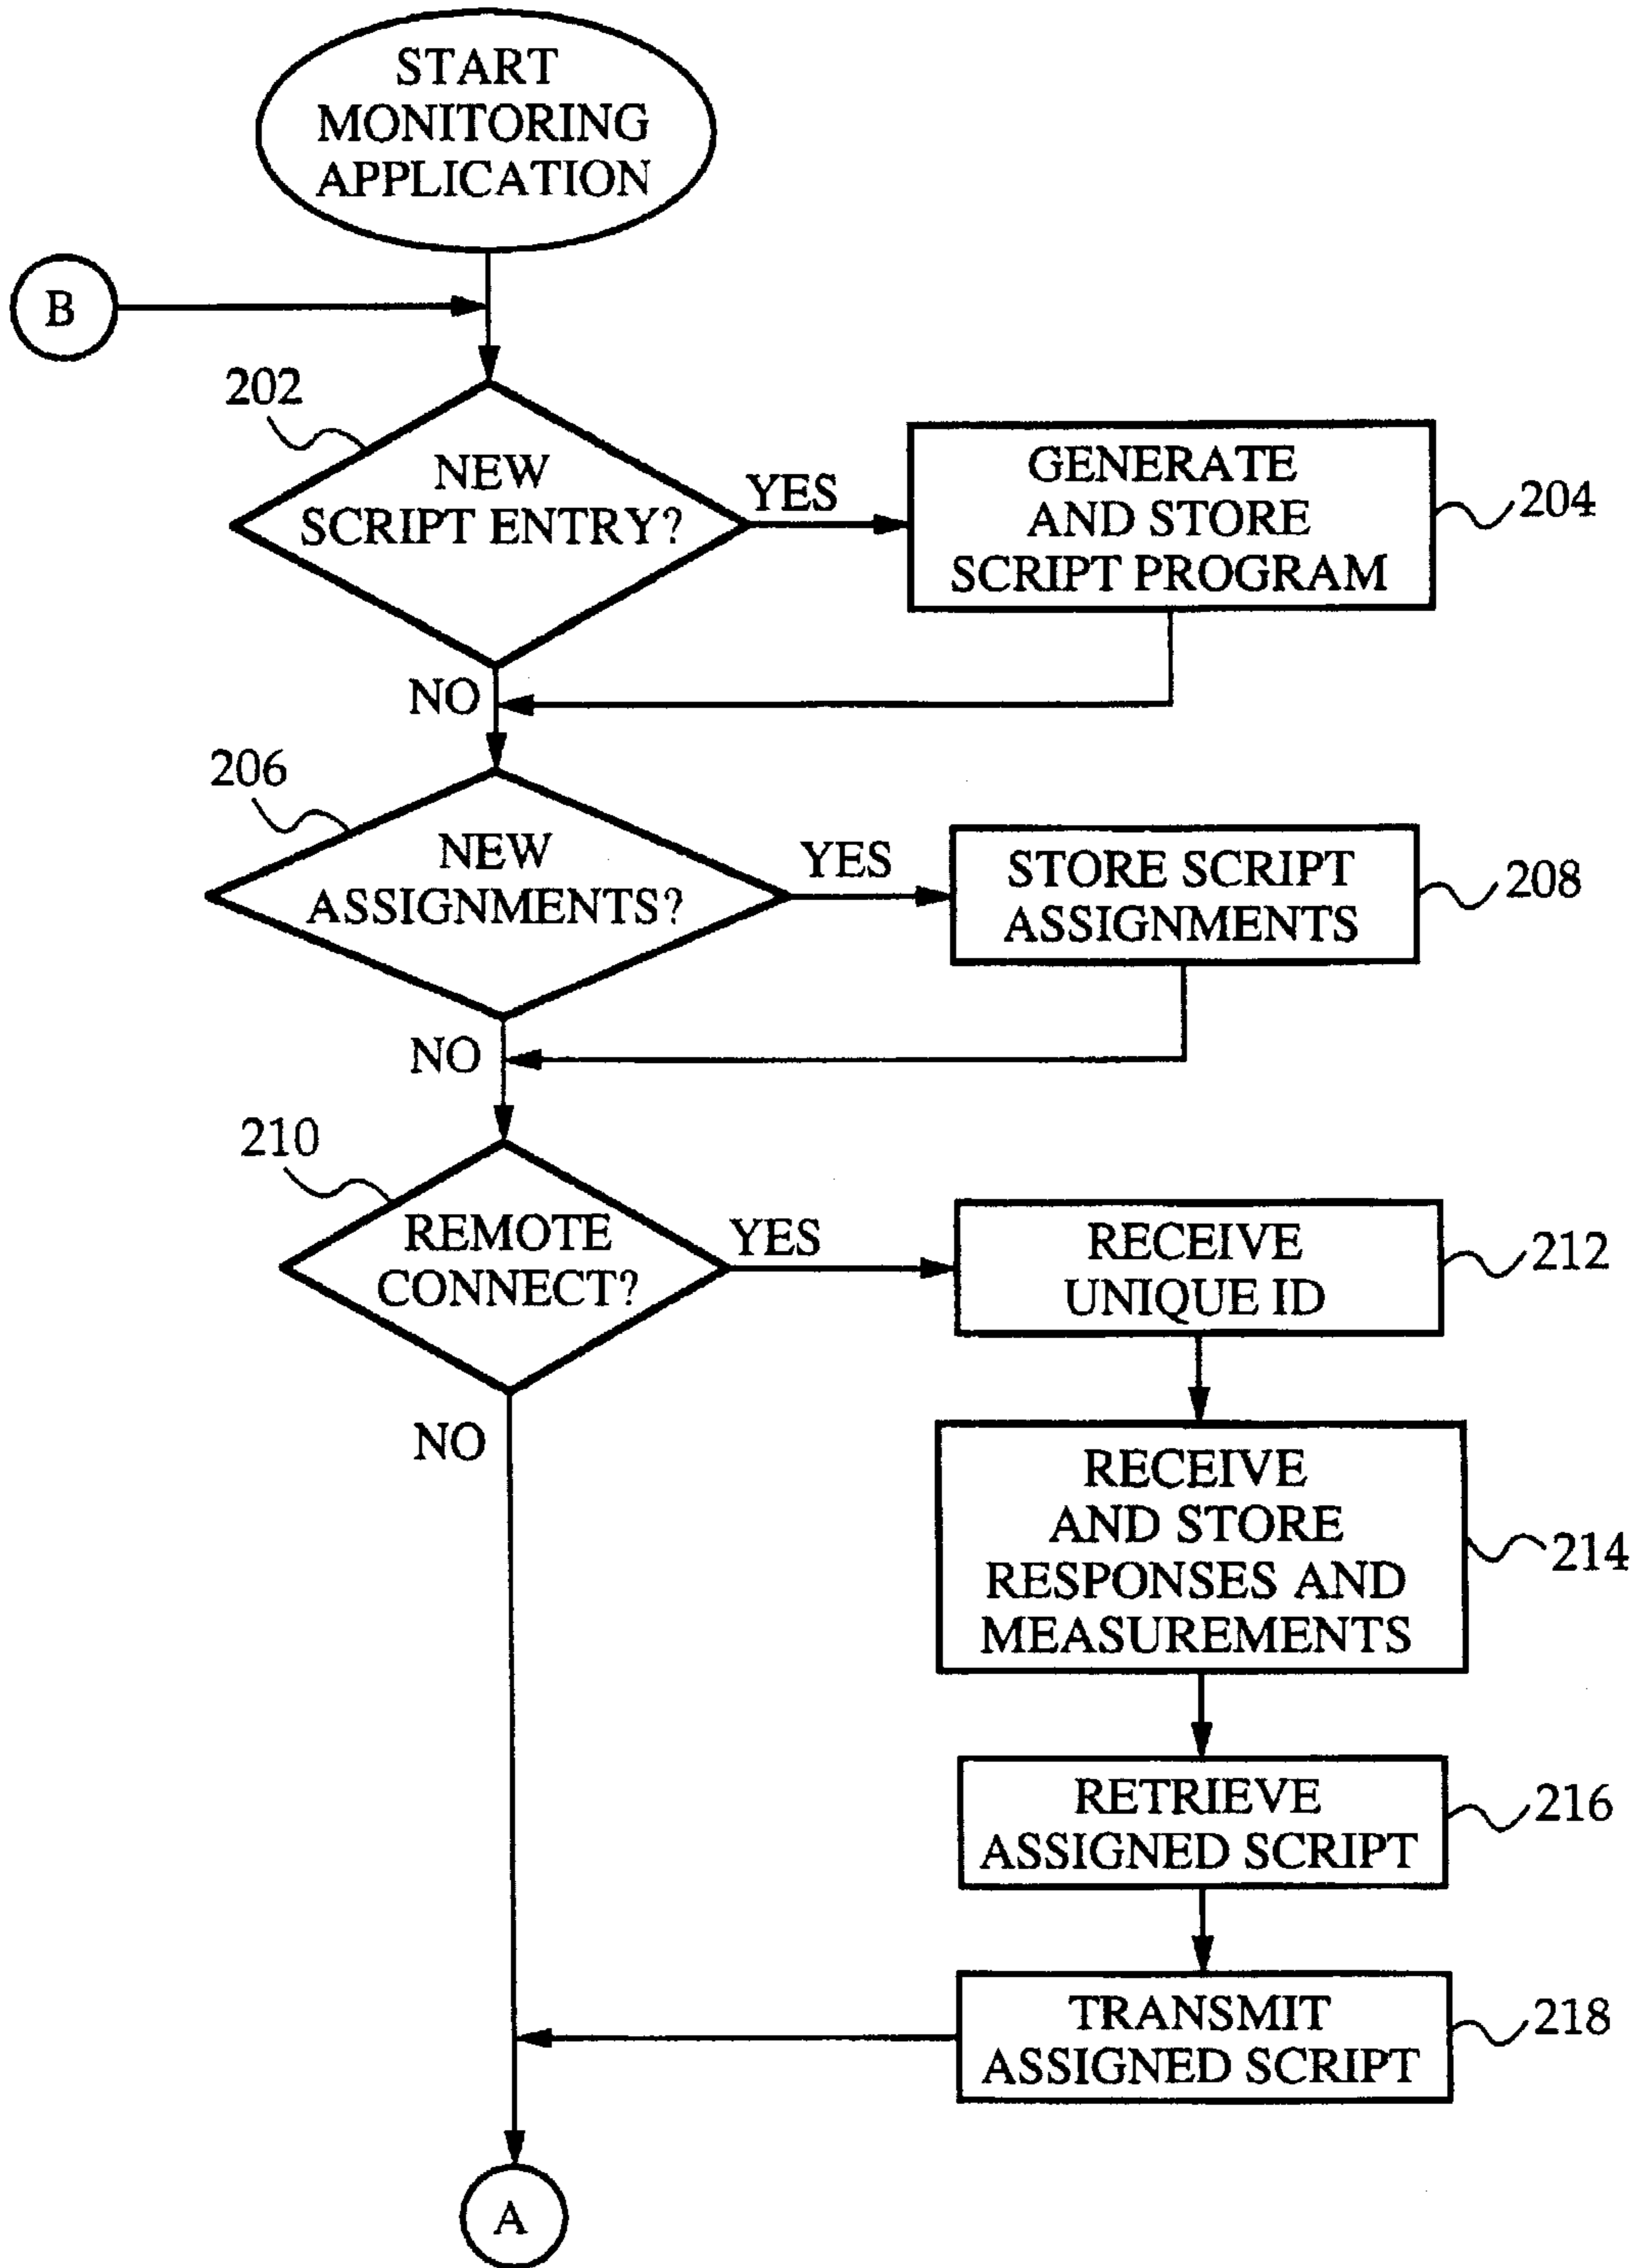 START
MONITORING
APPLICATION
B
202
NEW
SCRIPT ENTRY?
YES
GENERATE
AND STORE
SCRIPT PROGRAM
204
NO
206
NEW
ASSIGNMENTS?
YES
STORE SCRIPT
ASSIGNMENTS
208
NO
210
REMOTE
CONNECT?
YES
RECEIVE
UNIQUE ID
212
NO
RECEIVE
AND STORE
RESPONSES AND
MEASUREMENTS
214
RETRIEVE
ASSIGNED SCRIPT
216
TRANSMIT
ASSIGNED SCRIPT
218
A